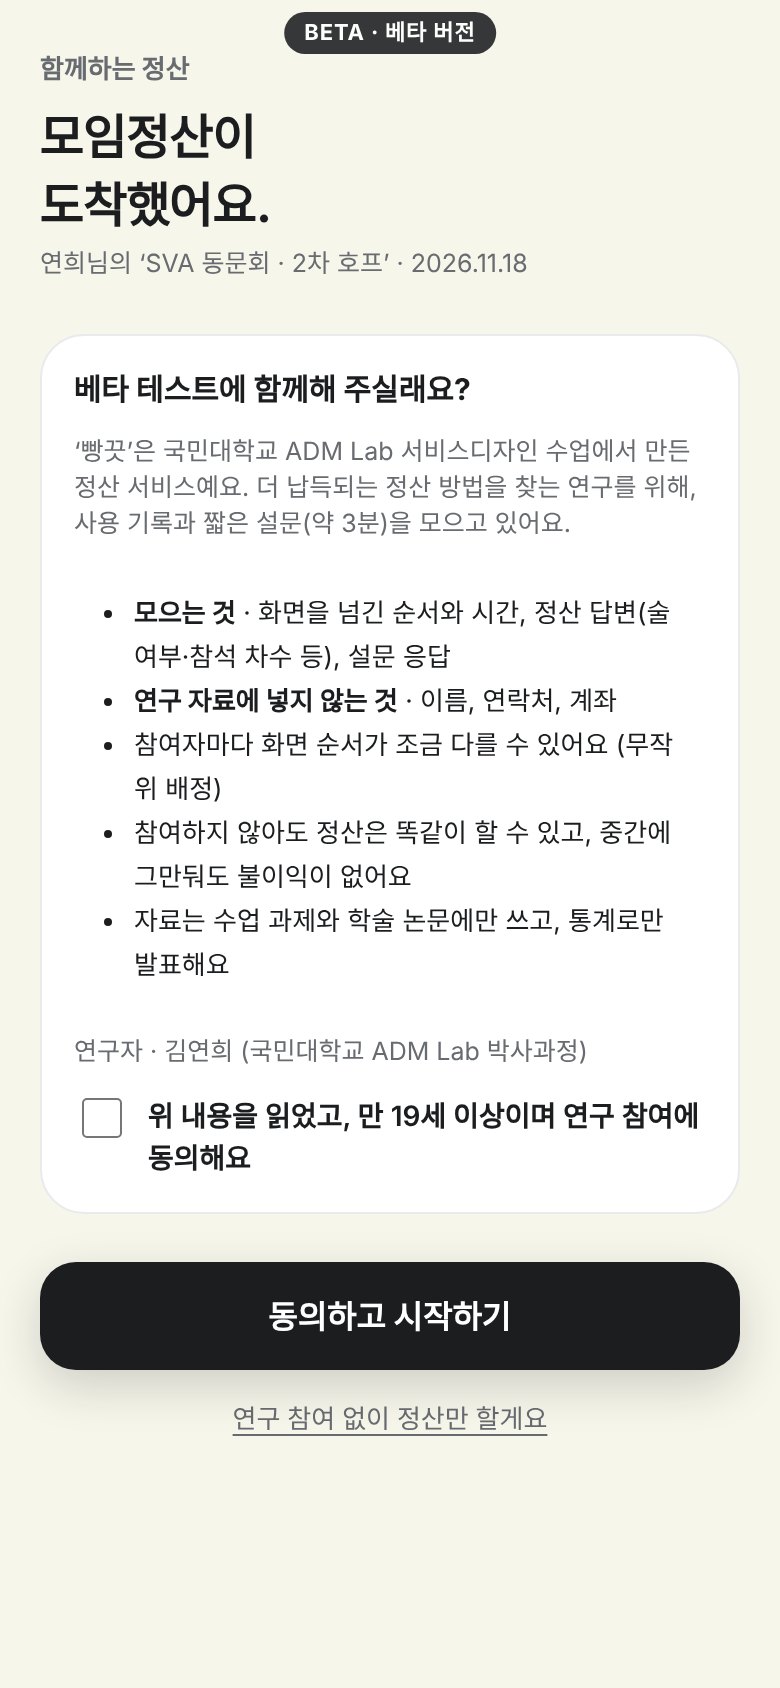 BETA · 베타 버전
함께하는 정산
모임정산이
도착했어요.
연희님의 ‘SVA 동문회 · 2차 호프’ · 2026.11.18
베타 테스트에 함께해 주실래요?
‘빵끗’은 국민대학교 ADM Lab 서비스디자인 수업에서 만든
정산 서비스예요. 더 납득되는 정산 방법을 찾는 연구를 위해,
사용 기록과 짧은 설문(약 3분)을 모으고 있어요.
• 모으는 것 · 화면을 넘긴 순서와 시간, 정산 답변(술
여부·참석 차수 등), 설문 응답
• 연구 자료에 넣지 않는 것 · 이름, 연락처, 계좌
• 참여자마다 화면 순서가 조금 다를 수 있어요 (무작
위 배정)
• 참여하지 않아도 정산은 똑같이 할 수 있고, 중간에
그만둬도 불이익이 없어요
• 자료는 수업 과제와 학술 논문에만 쓰고, 통계로만
발표해요
연구자 · 김연희 (국민대학교 ADM Lab 박사과정)
위 내용을 읽었고, 만 19세 이상이며 연구 참여에
동의해요
동의하고 시작하기
연구 참여 없이 정산만 할게요